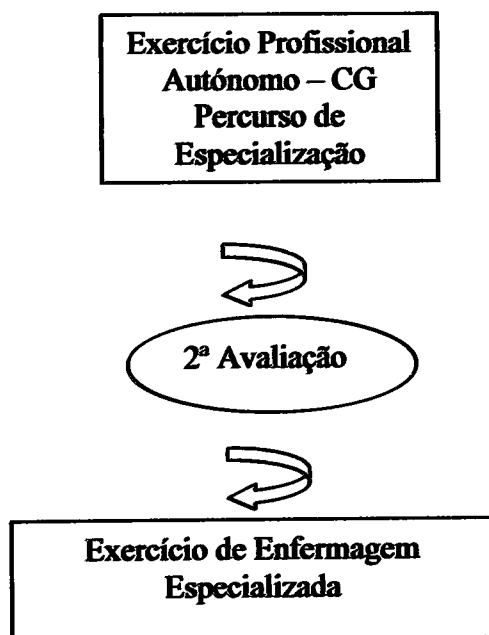 Exercício Profissional
Autónomo – CG
Percurso de
Especialização
2ª Avaliação
Exercício de Enfermagem
Especializada